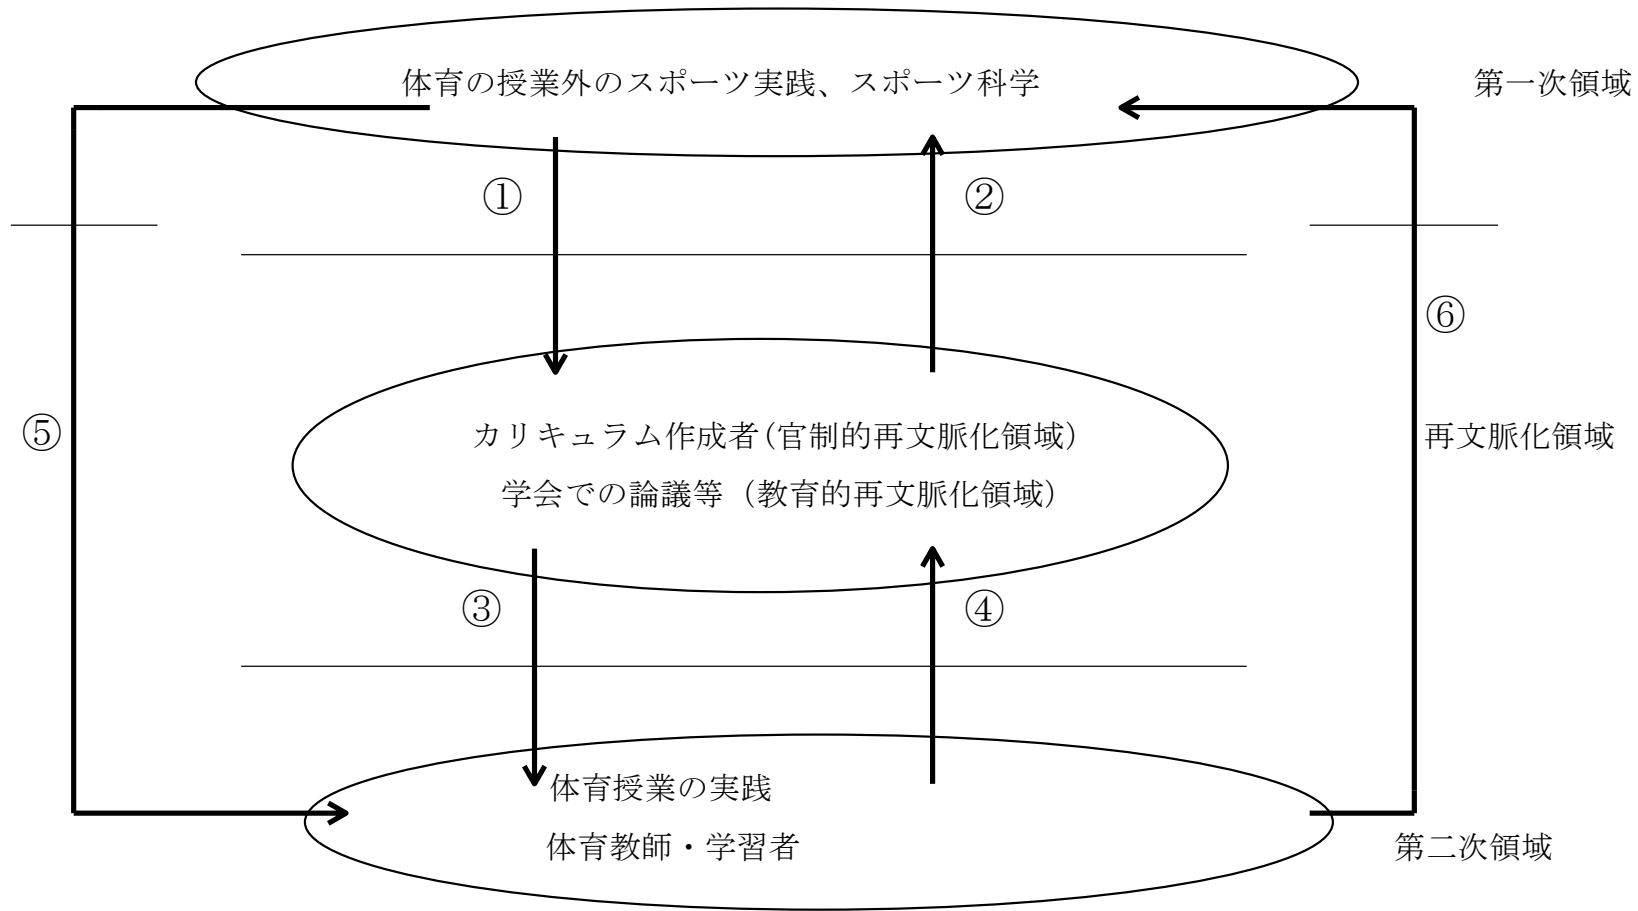 体育の授業外のスポーツ実践、スポーツ科学
第一次領域
①
②
⑥
⑤
カリキュラム作成者(官制的再文脈化領域)
再文脈化領域
学会での論議等（教育的再文脈化領域）
③
④
体育授業の実践
体育教師・学習者
第二次領域